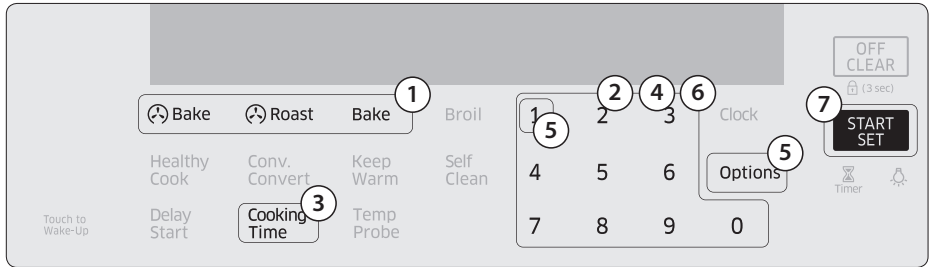 OFF
CLEAR
(3 sec)
1
2
4
6
7
Bake
Roast
Bake
Broil
1
2
3
Clock
START
SET
5
5
Healthy
Cook
Conv.
Convert
Keep
Warm
Self
Clean
4
5
6
Options
Timer
3
Touch to
Wake-Up
Delay
Start
Cooking
Time
Temp
Probe
7
8
9
0